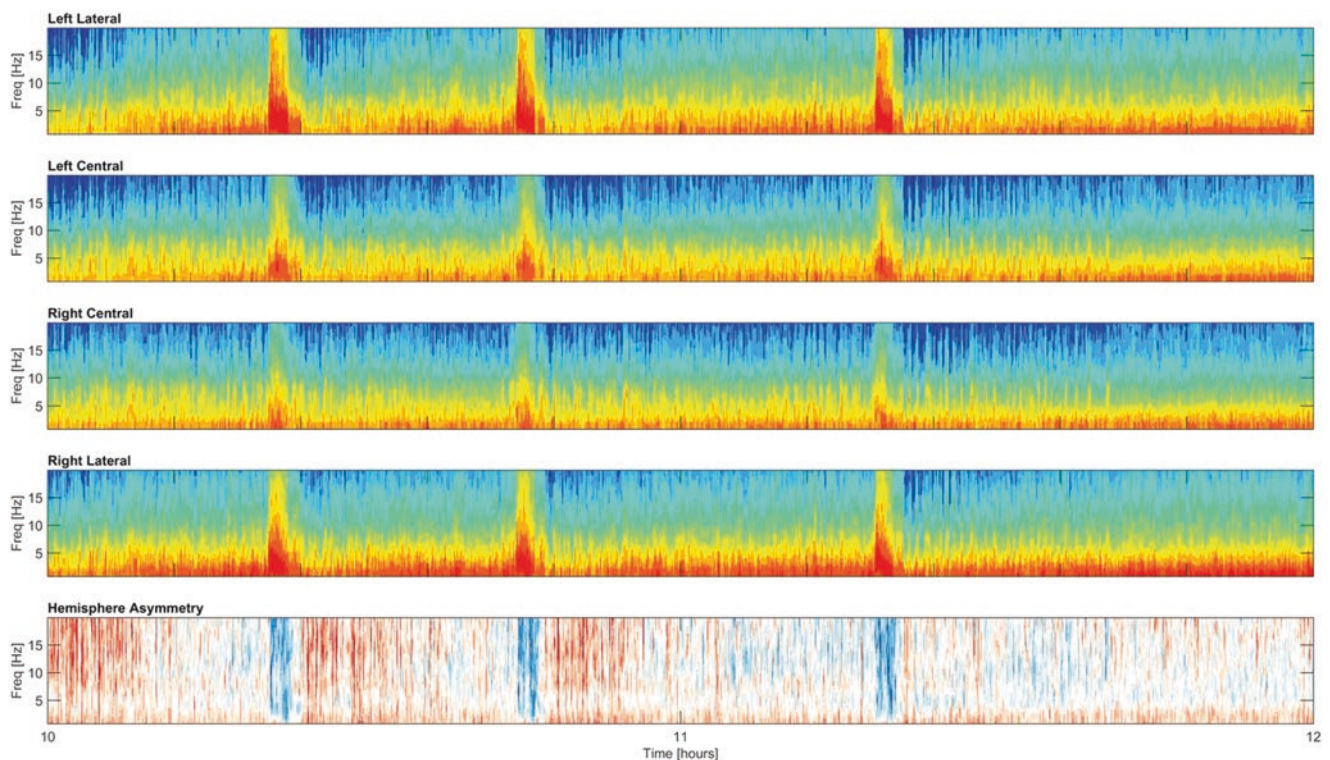 Left Lateral
Freq [Hz]
15
10
5
Left Central
Freq [Hz]
15
10
5
Right Central
Freq [Hz]
15
10
5
Right Lateral
Freq [Hz]
15
10
5
Hemisphere Asymmetry
Freq [Hz]
15
10
5
10 11 12
Time [hours]